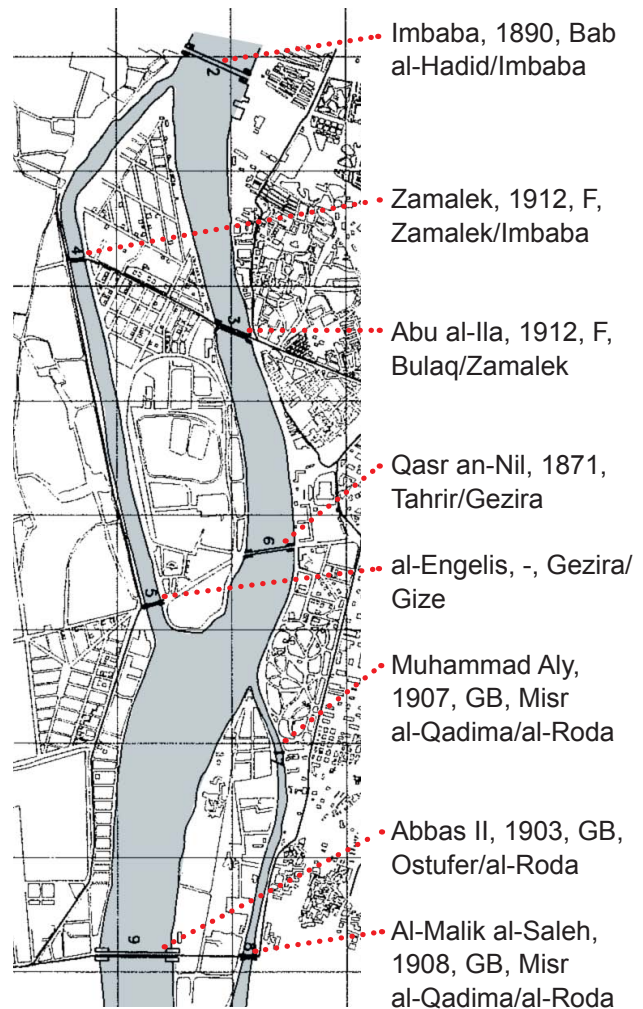 Imbaba, 1890, Bab
al-Hadid/Imbaba
2
Zamalek, 1912, F,
Zamalek/Imbaba
4
3
Abu al-Ila, 1912, F,
Bulaq/Zamalek
Qasr an-Nil, 1871,
Tahrir/Gezira
6
al-Engelis, -, Gezira/
Gize
5
Muhammad Aly,
1907, GB, Misr
al-Qadima/al-Roda
7
Abbas II, 1903, GB,
Ostufer/al-Roda
9
8
Al-Malik al-Saleh,
1908, GB, Misr
al-Qadima/al-Roda